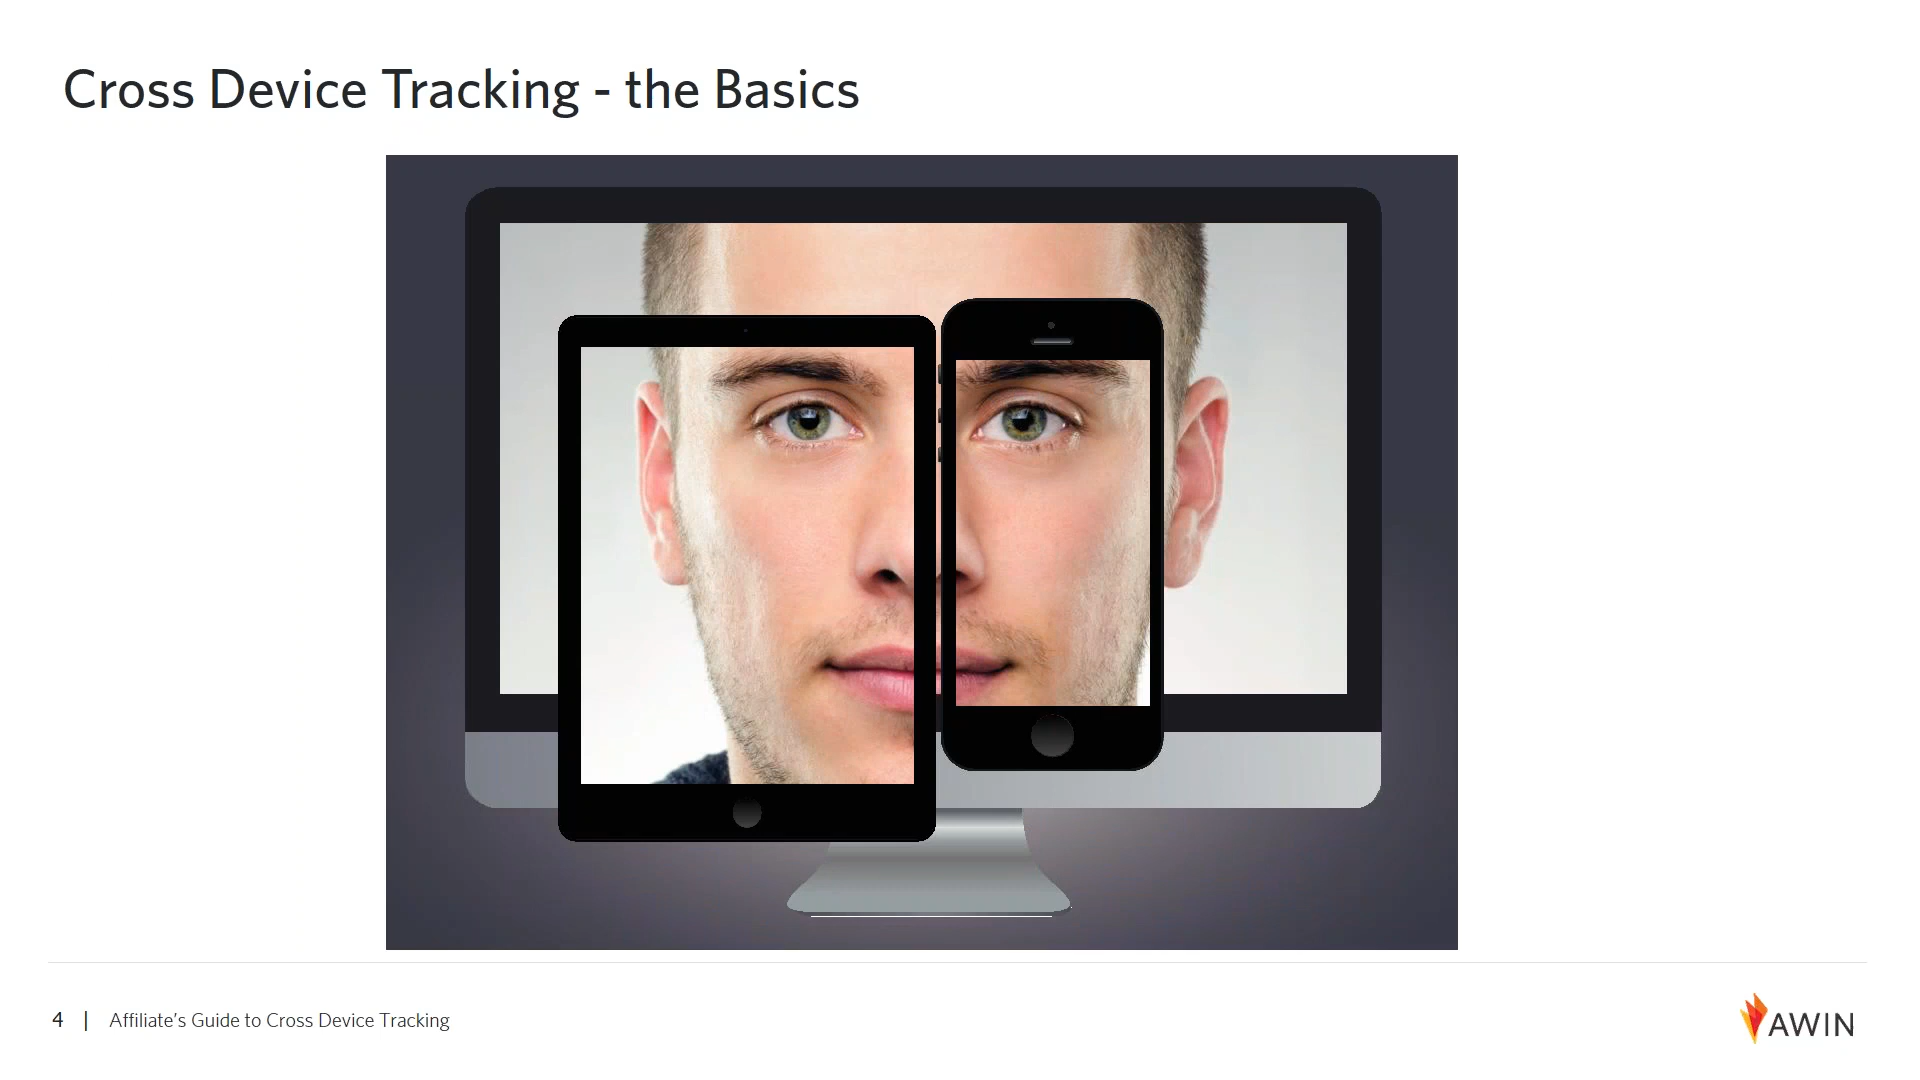 Cross Device Tracking - the Basics
4 | Affiliate’s Guide to Cross Device Tracking
AWIN